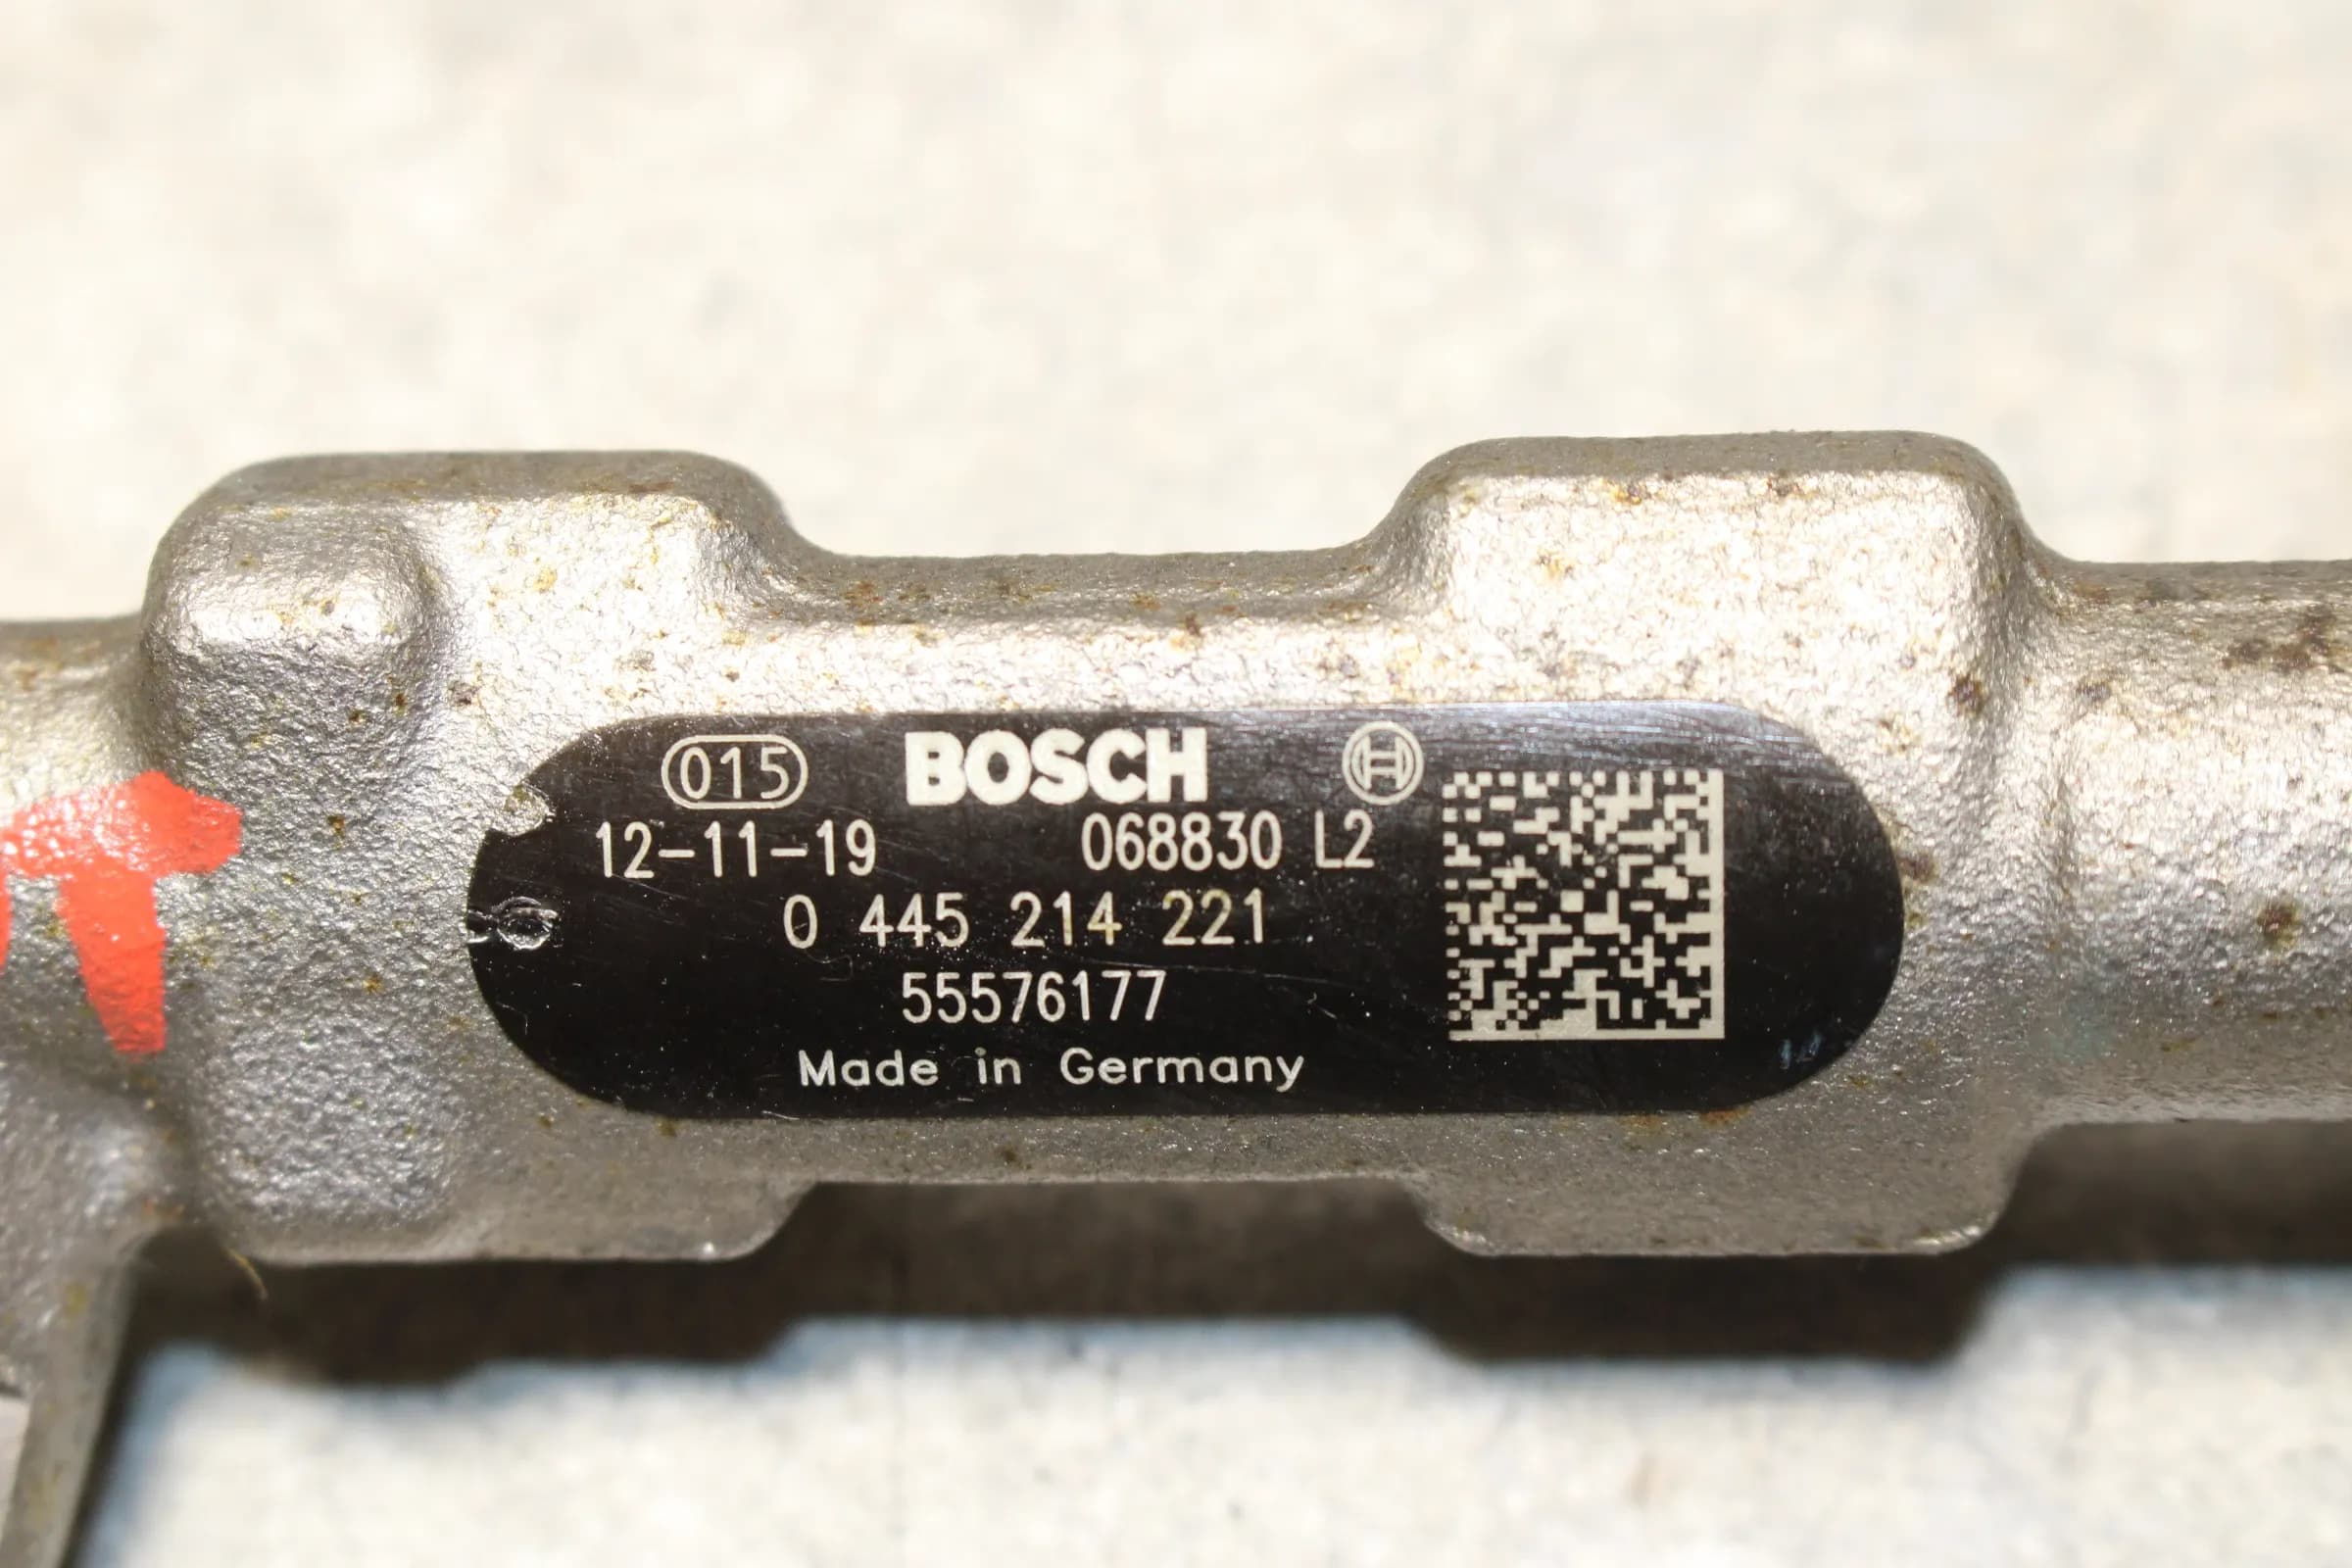 015 BOSCH
12-11-19 068830 L2
0 445 214 221
55576177
Made in Germany
T